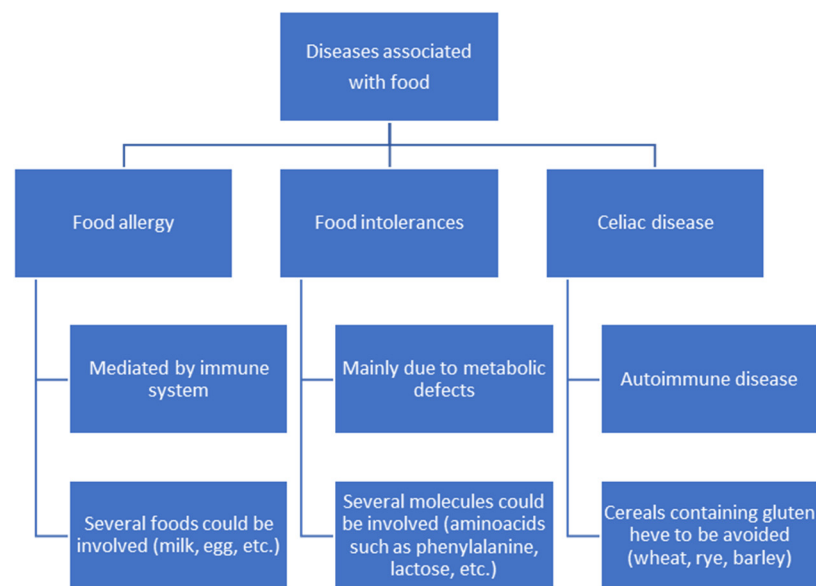 Diseases associated
with food
Food allergy
Food intolerances
Celiac disease
Mediated by immune
system
Mainly due to metabolic
defects
Autoimmune disease
Several foods could be
involved (milk, egg, etc.)
Several molecules could
be involved (aminoacids
such as phenylalanine,
lactose, etc.)
Cereals containing gluten
heve to be avoided
(wheat, rye, barley)